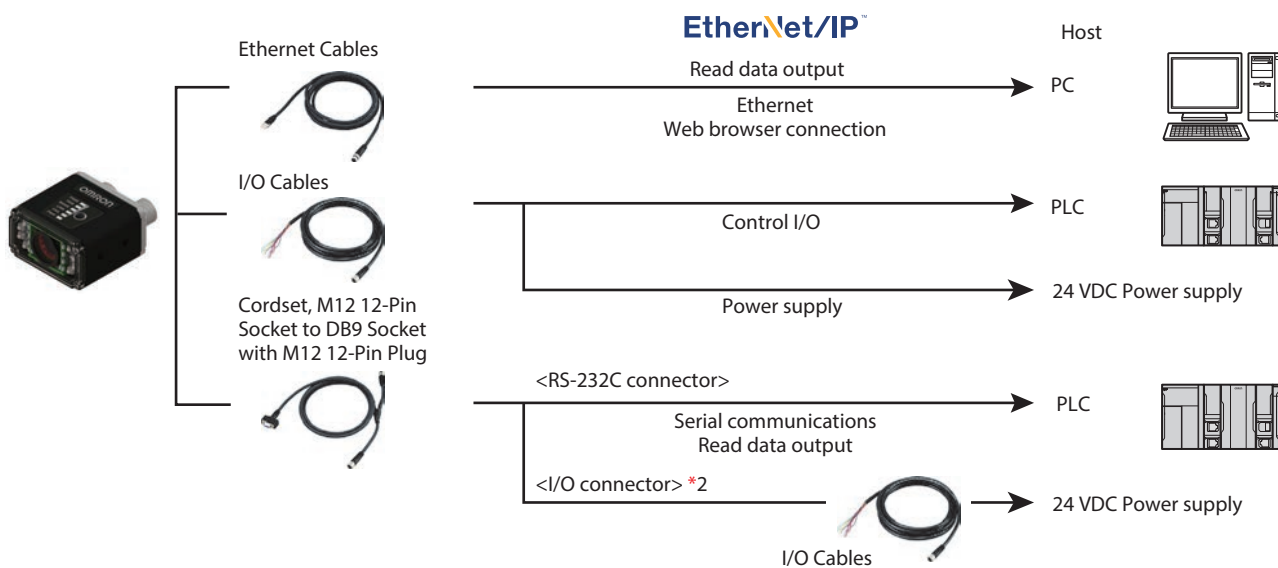 EtherNet/IP™
Host
Ethernet Cables
Read data output
PC
Ethernet
Web browser connection
OMRON
I/O Cables
PLC
Control I/O
Cordset, M12 12-Pin
Socket to DB9 Socket
with M12 12-Pin Plug
24 VDC Power supply
Power supply
<RS-232C connector>
PLC
Serial communications
Read data output
<I/O connector> *2
24 VDC Power supply
I/O Cables